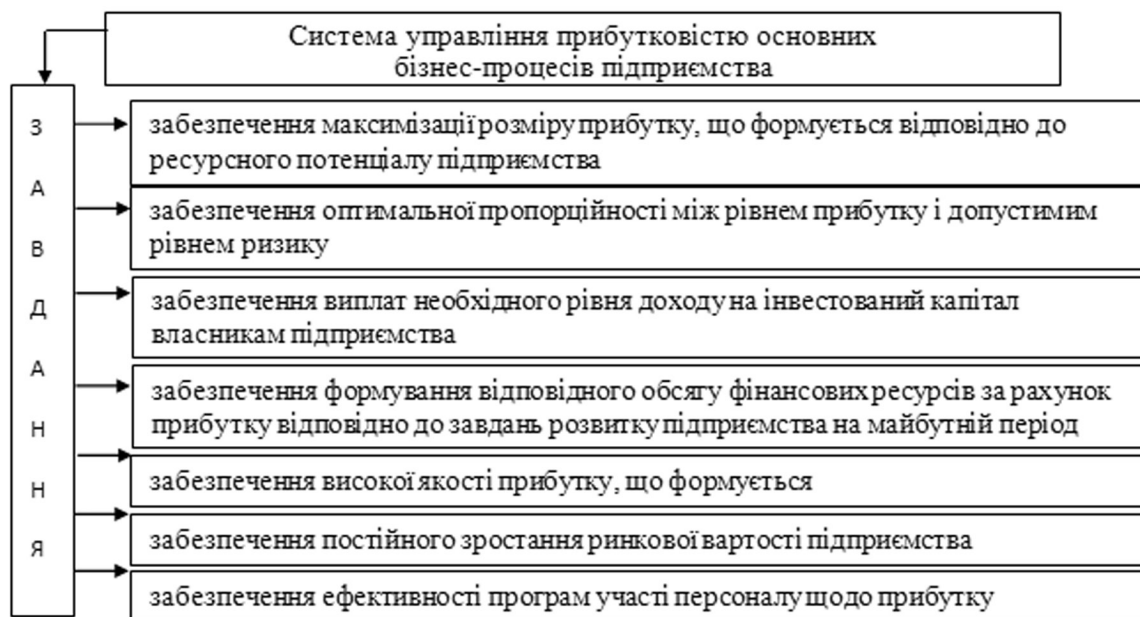 Система управління прибутковістю основних
бізнес-процесів підприємства
З
А
В
Д
А
Н
Н
Я
забезпечення максимізації розміру прибутку, що формується відповідно до
ресурсного потенціалу підприємства
забезпечення оптимальної пропорційності між рівнем прибутку і допустимим
рівнем ризику
забезпечення виплат необхідного рівня доходу на інвестований капітал
власникам підприємства
забезпечення формування відповідного обсягу фінансових ресурсів за рахунок
прибутку відповідно до завдань розвитку підприємства на майбутній період
забезпечення високої якості прибутку, що формується
забезпечення постійного зростання ринкової вартості підприємства
забезпечення ефективності програм участі персоналу щодо прибутку